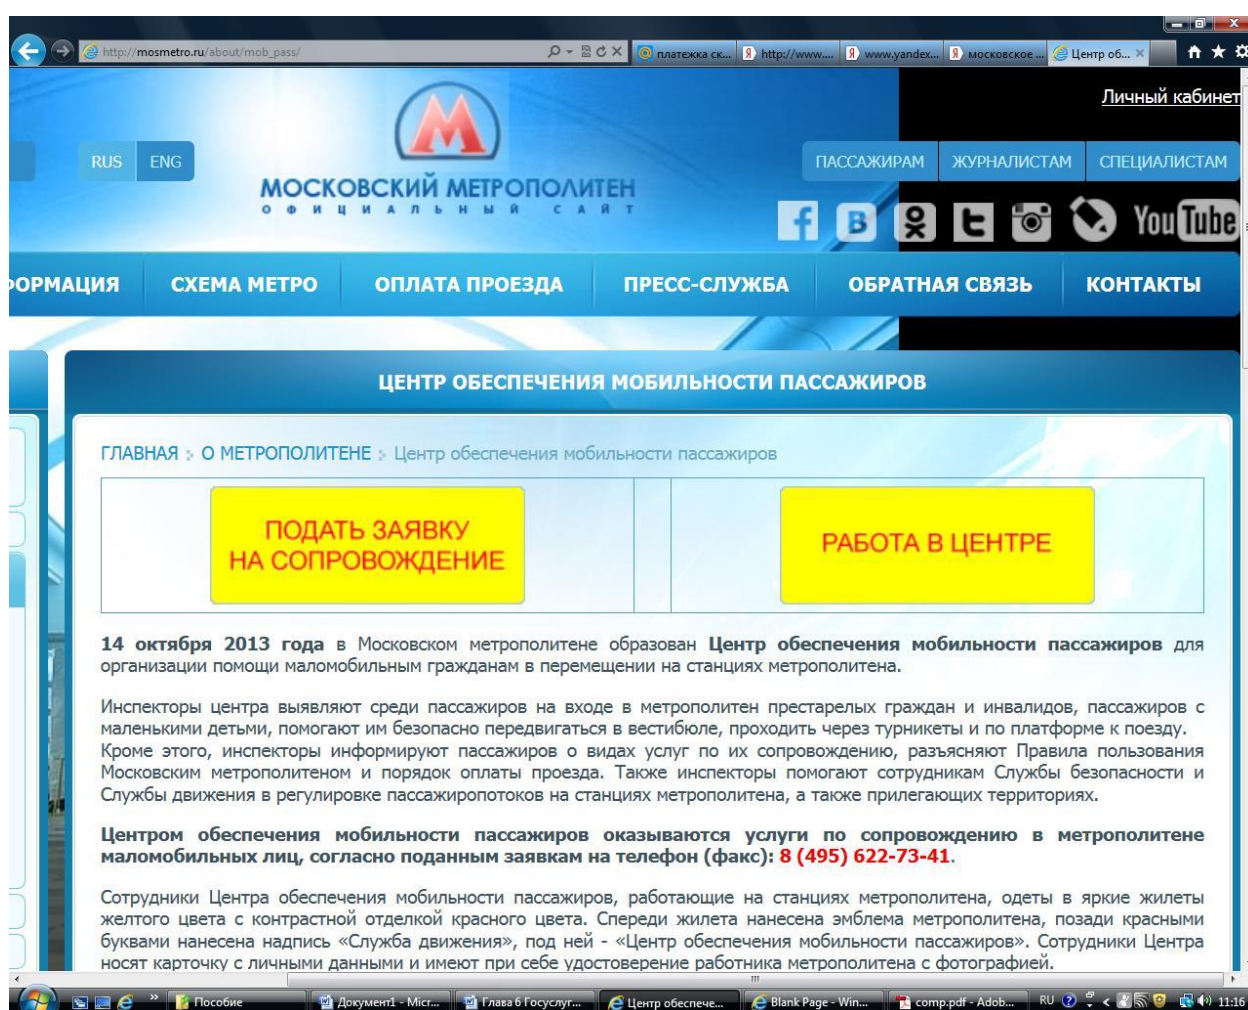 http://mosmetro.ru/about/mob_pass/
платежка ск...
http://www....
www.yandex...
московское ...
Центр об...
Личный кабинет
RUS ENG
ПАССАЖИРАМ ЖУРНАЛИСТАМ СПЕЦИАЛИСТАМ
МОСКОВСКИЙ МЕТРОПОЛИТЕН
ОФИЦИАЛЬНЫЙ САЙТ
You Tube
ФОРМАЦИЯ СХЕМА МЕТРО ОПЛАТА ПРОЕЗДА ПРЕСС-СЛУЖБА ОБРАТНАЯ СВЯЗЬ КОНТАКТЫ
ЦЕНТР ОБЕСПЕЧЕНИЯ МОБИЛЬНОСТИ ПАССАЖИРОВ
ГЛАВНАЯ О МЕТРОПОЛИТЕНЕ Центр обеспечения мобильности пассажиров
ПОДАТЬ ЗАЯВКУ
НА СОПРОВОЖДЕНИЕ
РАБОТА В ЦЕНТРЕ
14 октября 2013 года в Московском метрополитене образован Центр обеспечения мобильности пассажиров для
организации помощи маломобильным гражданам в перемещении на станциях метрополитена.
Инспекторы центра выявляют среди пассажиров на входе в метрополитен престарелых граждан и инвалидов, пассажиров с
маленькими детьми, помогают им безопасно передвигаться в вестибюле, проходить через турникеты и по платформе к поезду.
Кроме этого, инспекторы информируют пассажиров о видах услуг по их сопровождению, разъясняют Правила пользования
Московским метрополитеном и порядок оплаты проезда. Также инспекторы помогают сотрудникам Службы безопасности и
Службы движения в регулировке пассажиропотоков на станциях метрополитена, а также прилегающих территориях.
Центром обеспечения мобильности пассажиров оказываются услуги по сопровождению в метрополитене
маломобильных лиц, согласно поданным заявкам на телефон (факс): 8 (495) 622-73-41.
Сотрудники Центра обеспечения мобильности пассажиров, работающие на станциях метрополитена, одеты в яркие жилеты
желтого цвета с контрастной отделкой красного цвета. Спереди жилета нанесена эмблема метрополитена, позади красными
буквами нанесена надпись «Служба движения», под ней - «Центр обеспечения мобильности пассажиров». Сотрудники Центра
носят карточку с личными данными и имеют при себе удостоверение работника метрополитена с фотографией.
Пособие
Документ1 - Micr...
Глава 6 Госуслуг...
Центр обеспече...
Blank Page - Win...
comp.pdf - Adob...
RU
11:16